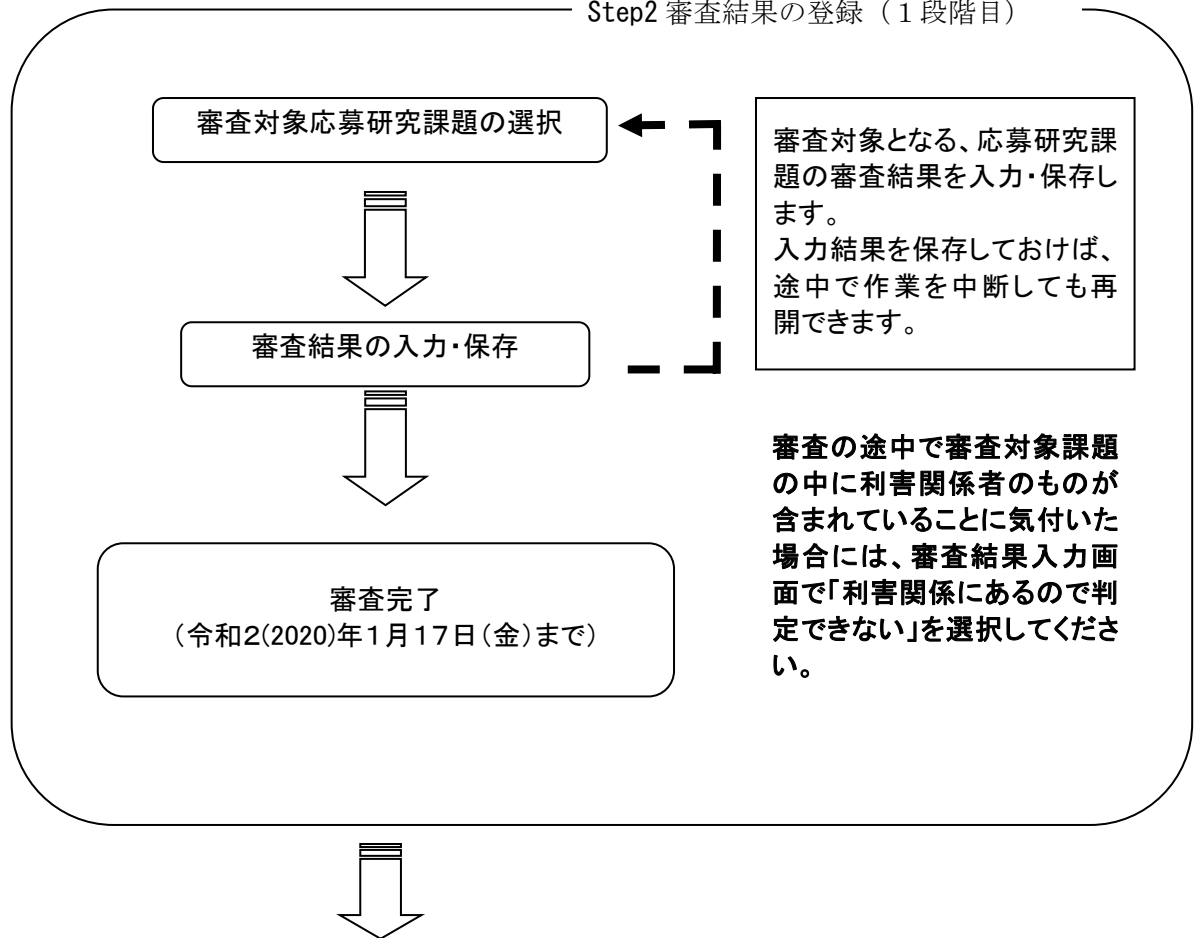 Step2 審査結果の登録（１段階目）
審査対象応募研究課題の選択
審査対象となる、応募研究課
題の審査結果を入力・保存し
ます。
入力結果を保存しておけば、
途中で作業を中断しても再
開できます。
審査結果の入力・保存
審査の途中で審査対象課題
の中に利害関係者のものが
含まれていることに気付いた
場合には、審査結果入力画
面で「利害関係にあるので判
定できない」を選択してくださ
い。
審査完了
（令和２(2020)年１月１７日（金）まで）